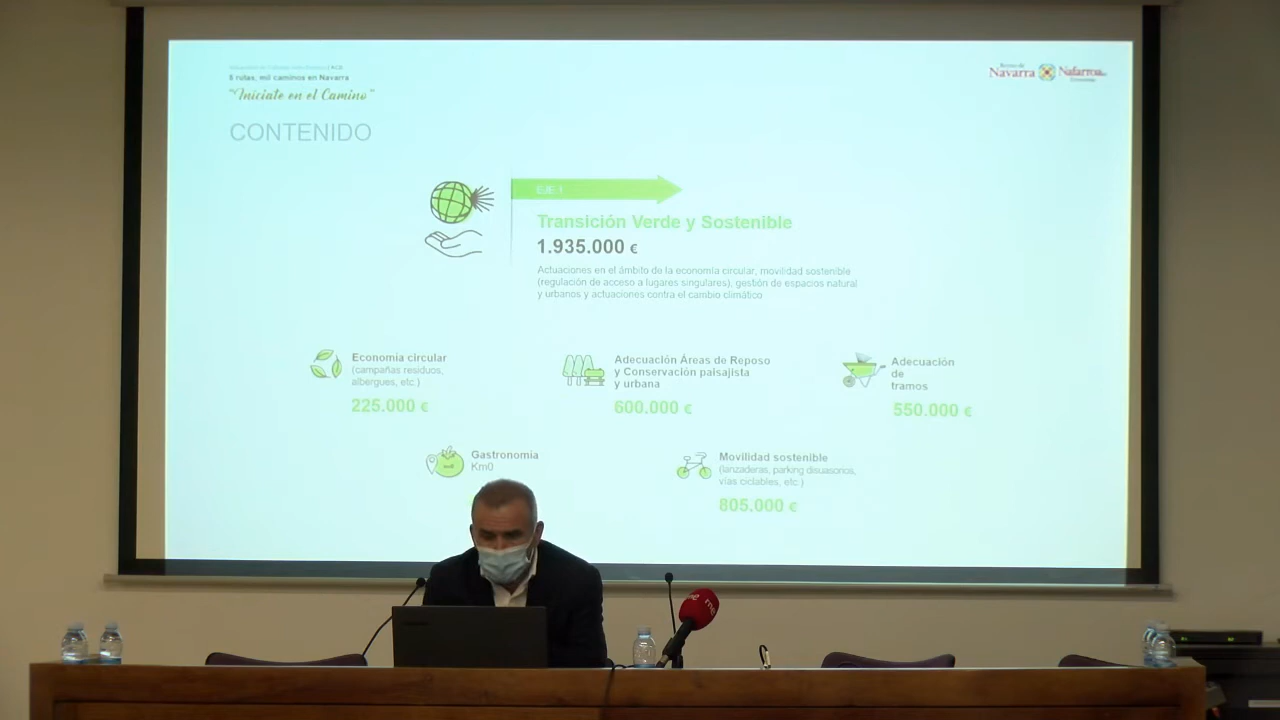 6 rutas, mil caminos en Navarra
"Iníciate en el Camino"
CONTENIDO
Reino de
Navarra
Nafarroa
EJE 1
Transición Verde y Sostenible
1.935.000 €
Actuaciones en el ámbito de la economía circular, movilidad sostenible
(regulación de acceso a lugares singulares), gestión de espacios natural
y urbanos y actuaciones contra el cambio climático
Economía circular
(campañas residuos,
albergues, etc.)
225.000 €
Adecuación Áreas de Reposo
y Conservación paisajista
y urbana
600.000 €
Adecuación
de
tramos
550.000 €
Gastronomía
Km0
Movilidad sostenible
(lanzaderas, parking disuasorios,
vías ciclables, etc.)
805.000 €
rne